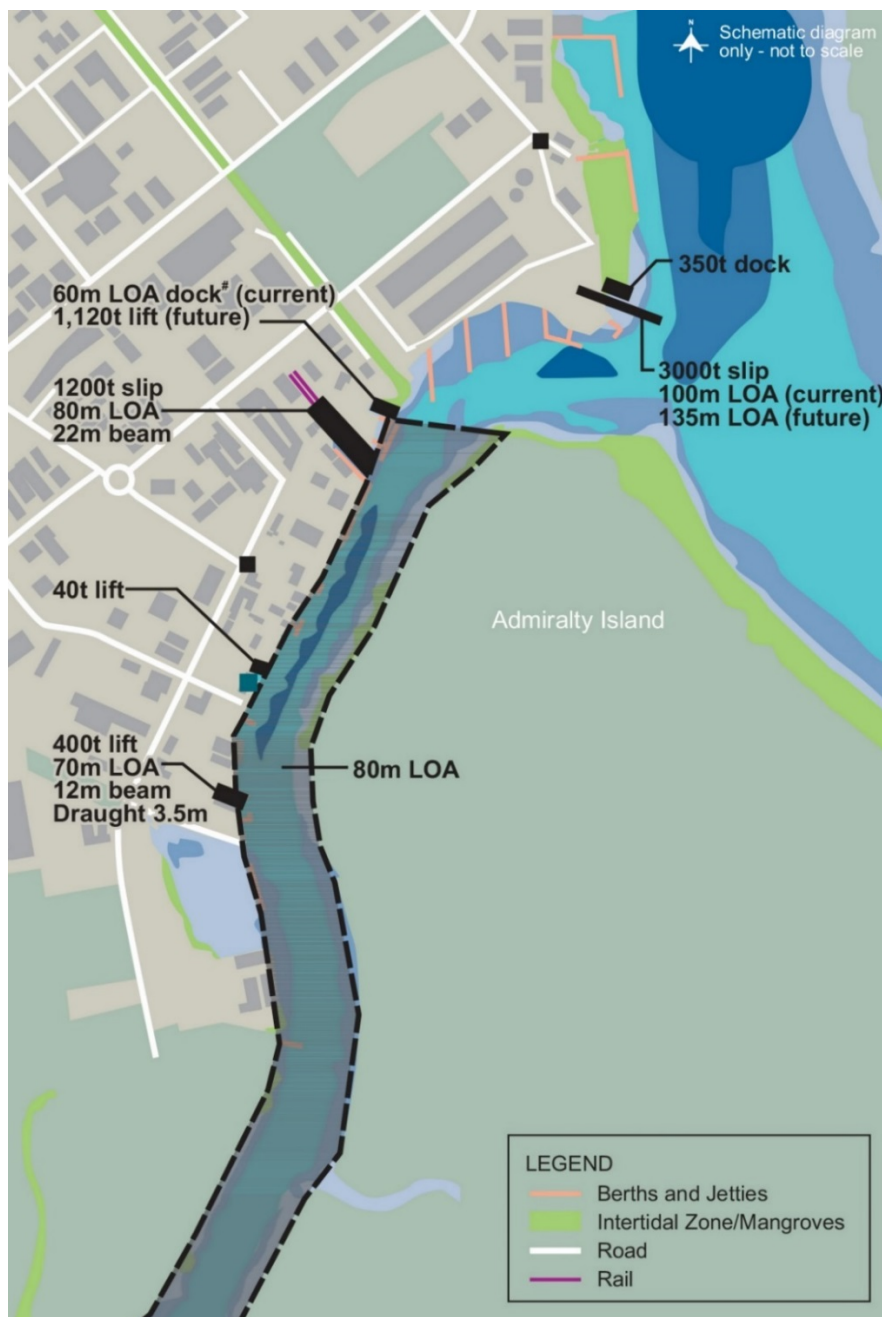 N
Schematic diagram
only - not to scale
350t dock
60m LOA dock# (current)
1,120t lift (future)
3000t slip
100m LOA (current)
135m LOA (future)
1200t slip
80m LOA
22m beam
40t lift
Admiralty Island
400t lift
70m LOA
12m beam
Draught 3.5m
80m LOA
LEGEND
Berths and Jetties
Intertidal Zone/Mangroves
Road
Rail